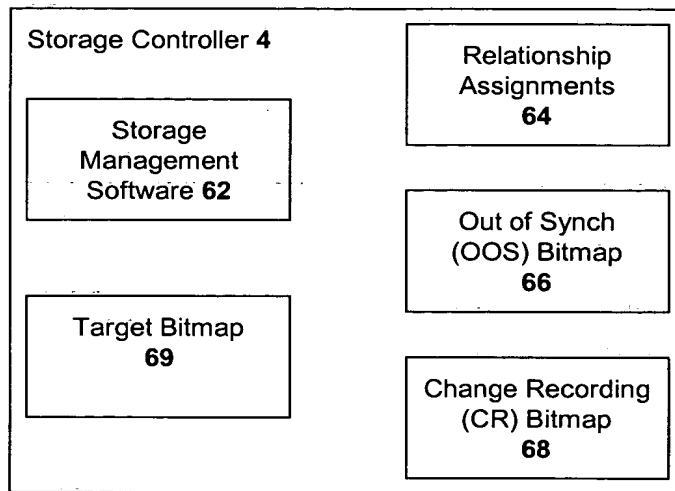 Storage Controller 4
Storage
Management
Software 62
Target Bitmap
69
Relationship
Assignments
64
Out of Synch
(OOS) Bitmap
66
Change Recording
(CR) Bitmap
68